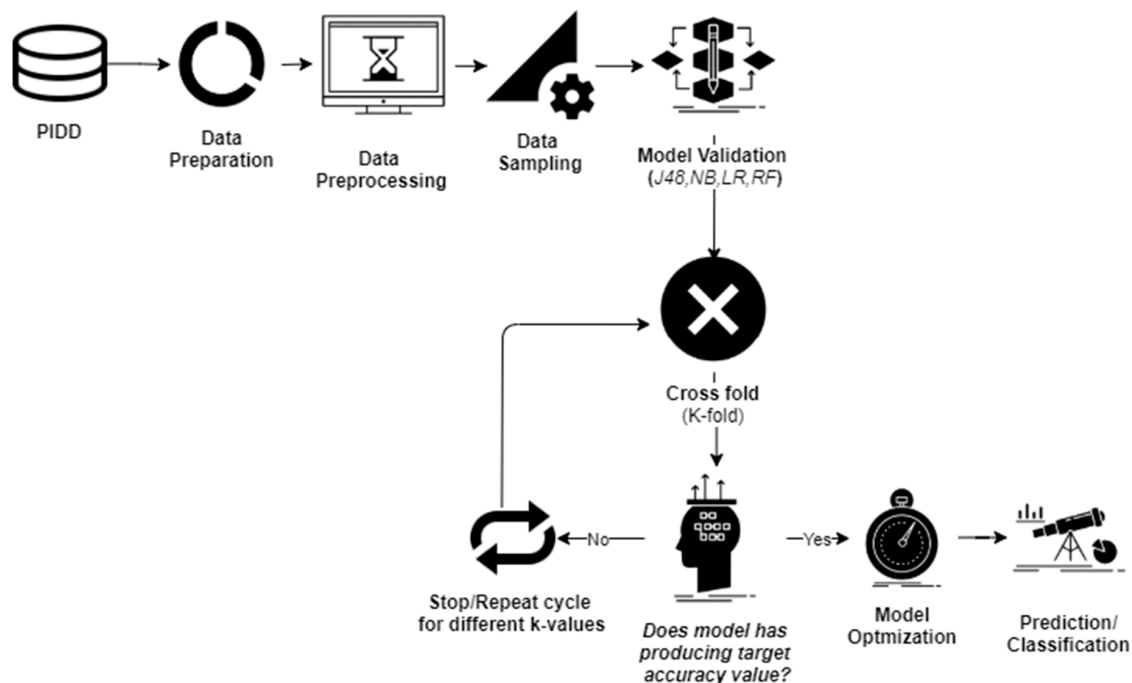 PIDD
Data
Preparation
Data
Preprocessing
Data
Sampling
Model Validation
(J48,NB,LR,RF)
Cross fold
(K-fold)
No
Yes
Stop/Repeat cycle
for different k-values
Does model has
producing target
accuracy value?
Model
Optmization
Prediction/
Classification